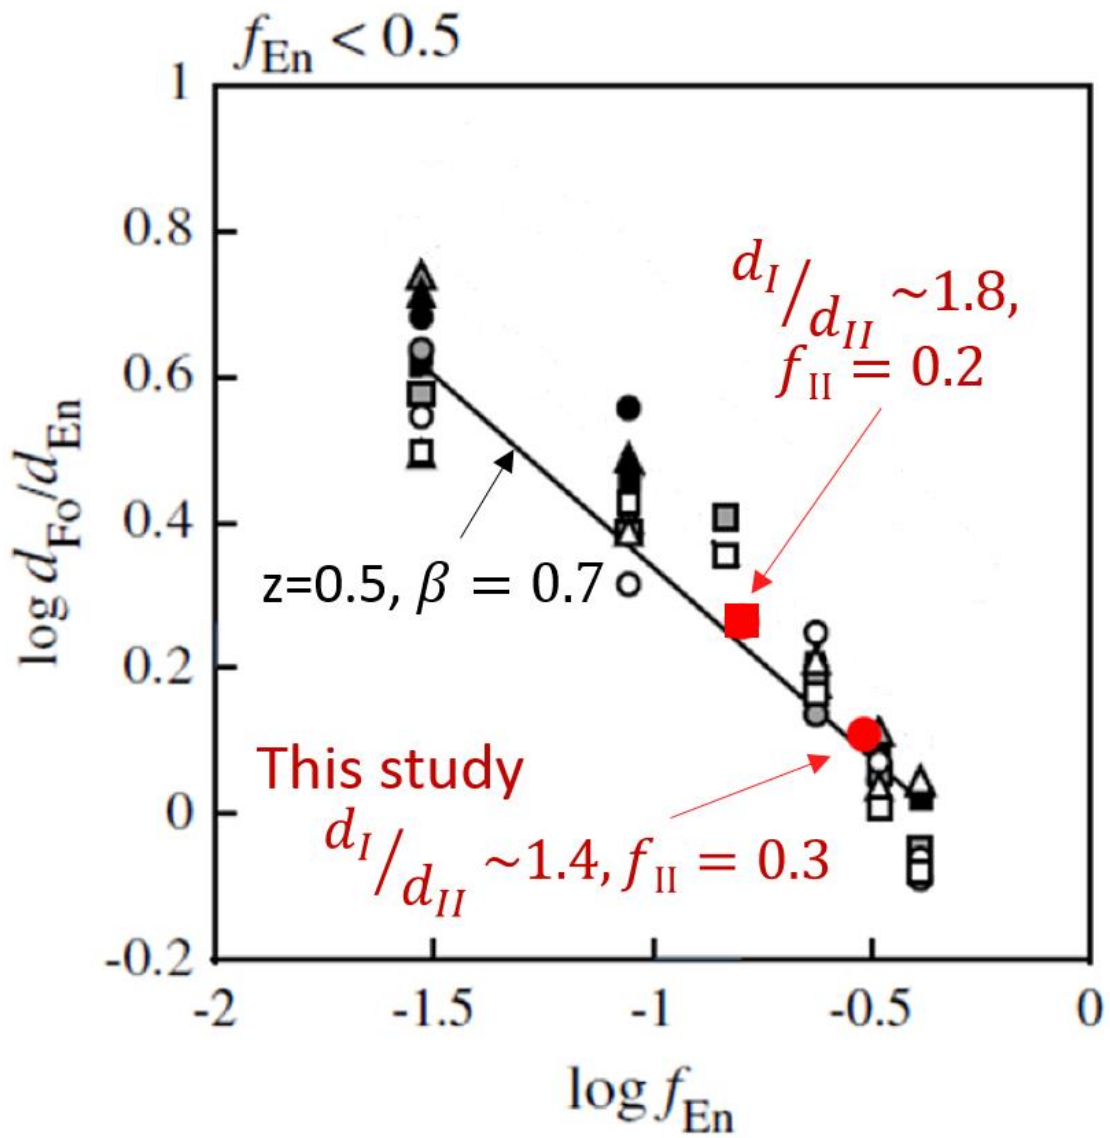 f_En < 0.5
1
0.8
0.6
0.4
0.2
0
-0.2
log d_Fo/d_En
d_I/d_II ~1.8,
f_II = 0.2
z=0.5, β = 0.7
This study
d_I/d_II ~1.4, f_II = 0.3
-2 -1.5 -1 -0.5 0
log f_En